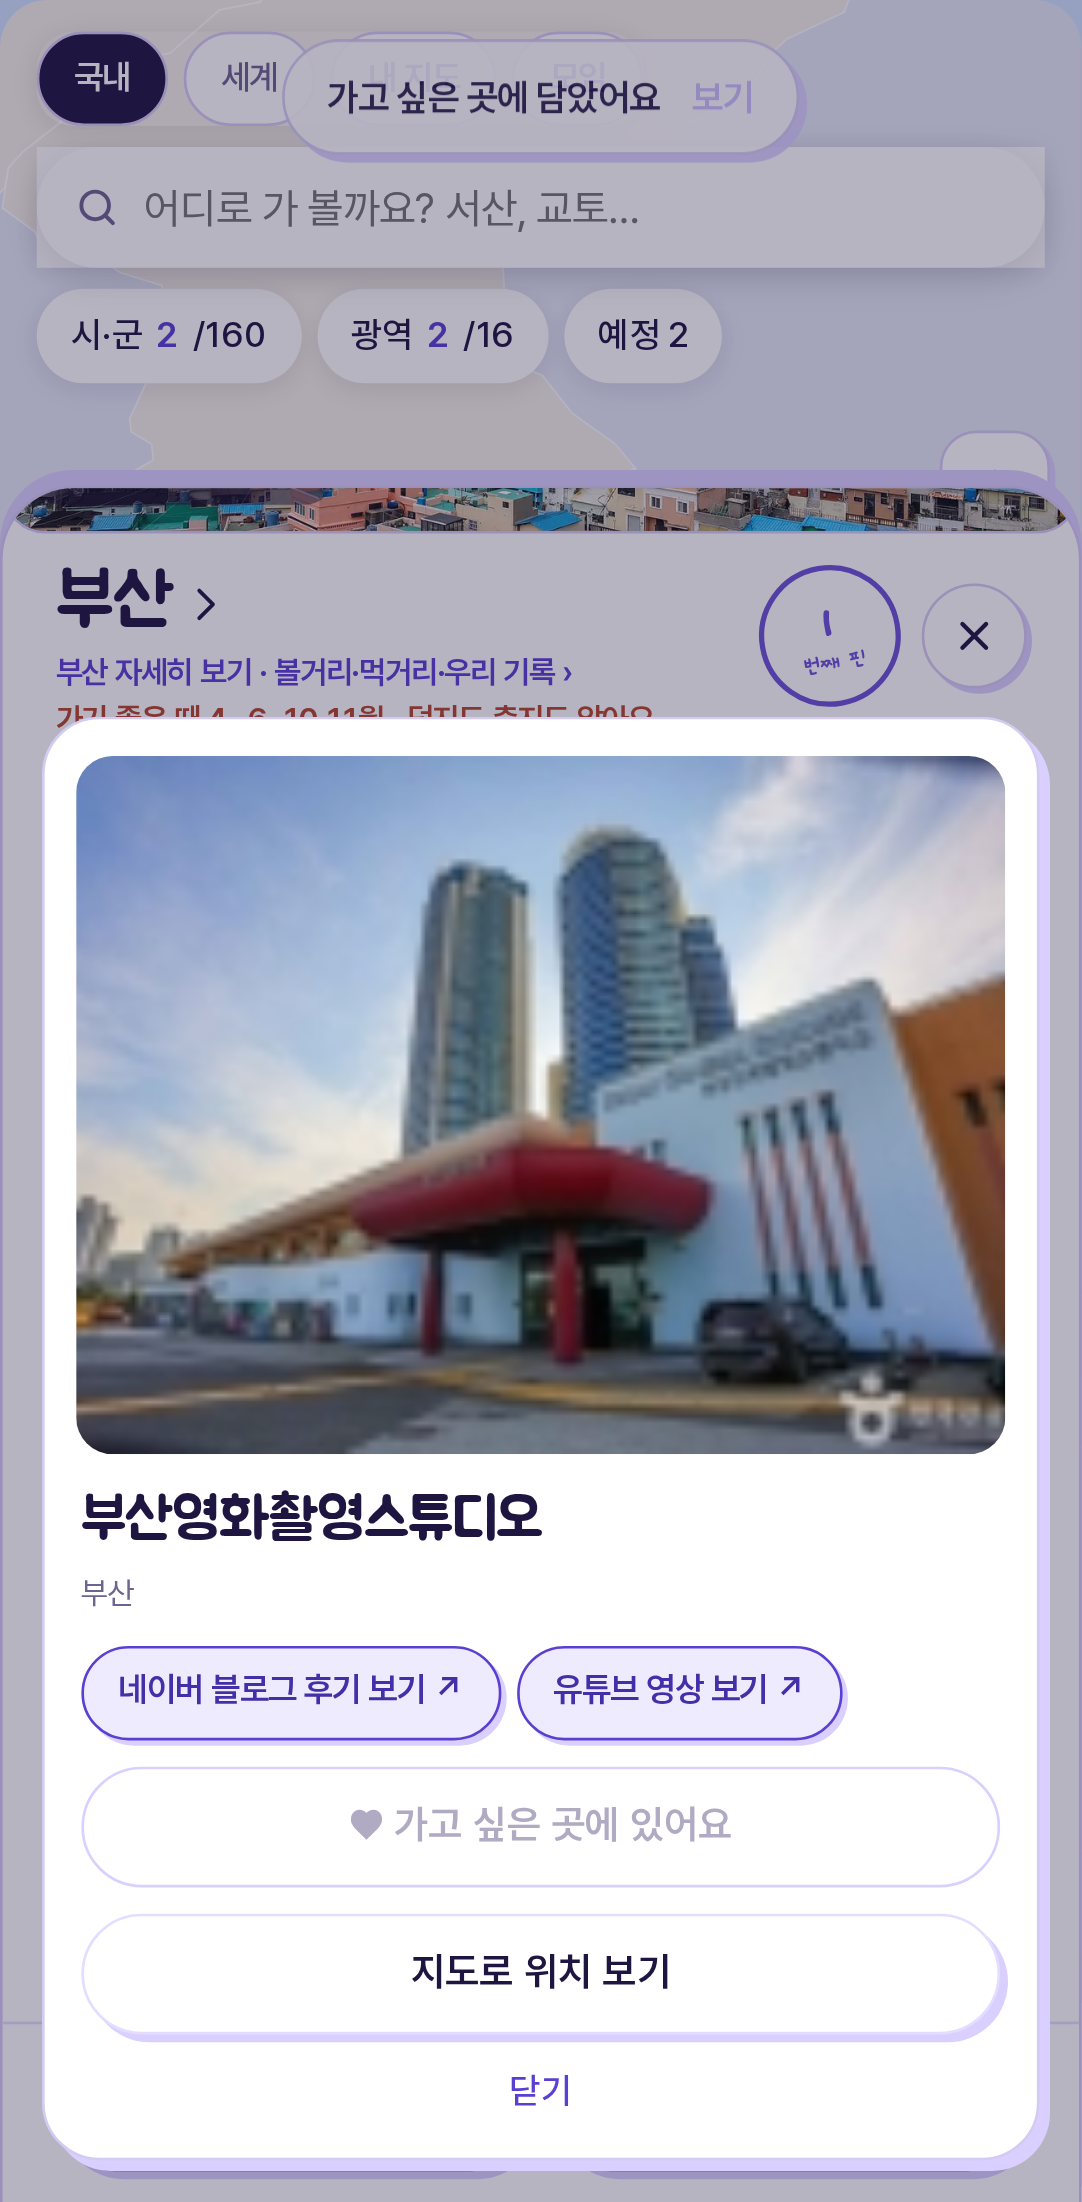 국내
세계
가고 싶은 곳에 담았어요 보기
어디로 가 볼까요? 서산, 교토...
시·군 2 /160
광역 2 /16
예정 2
부산
1
번째 핀
부산 자세히 보기 · 볼거리·먹거리·우리 기록 ›
부산영화촬영스튜디오
부산
네이버 블로그 후기 보기 ↗
유튜브 영상 보기 ↗
♥ 가고 싶은 곳에 있어요
지도로 위치 보기
닫기